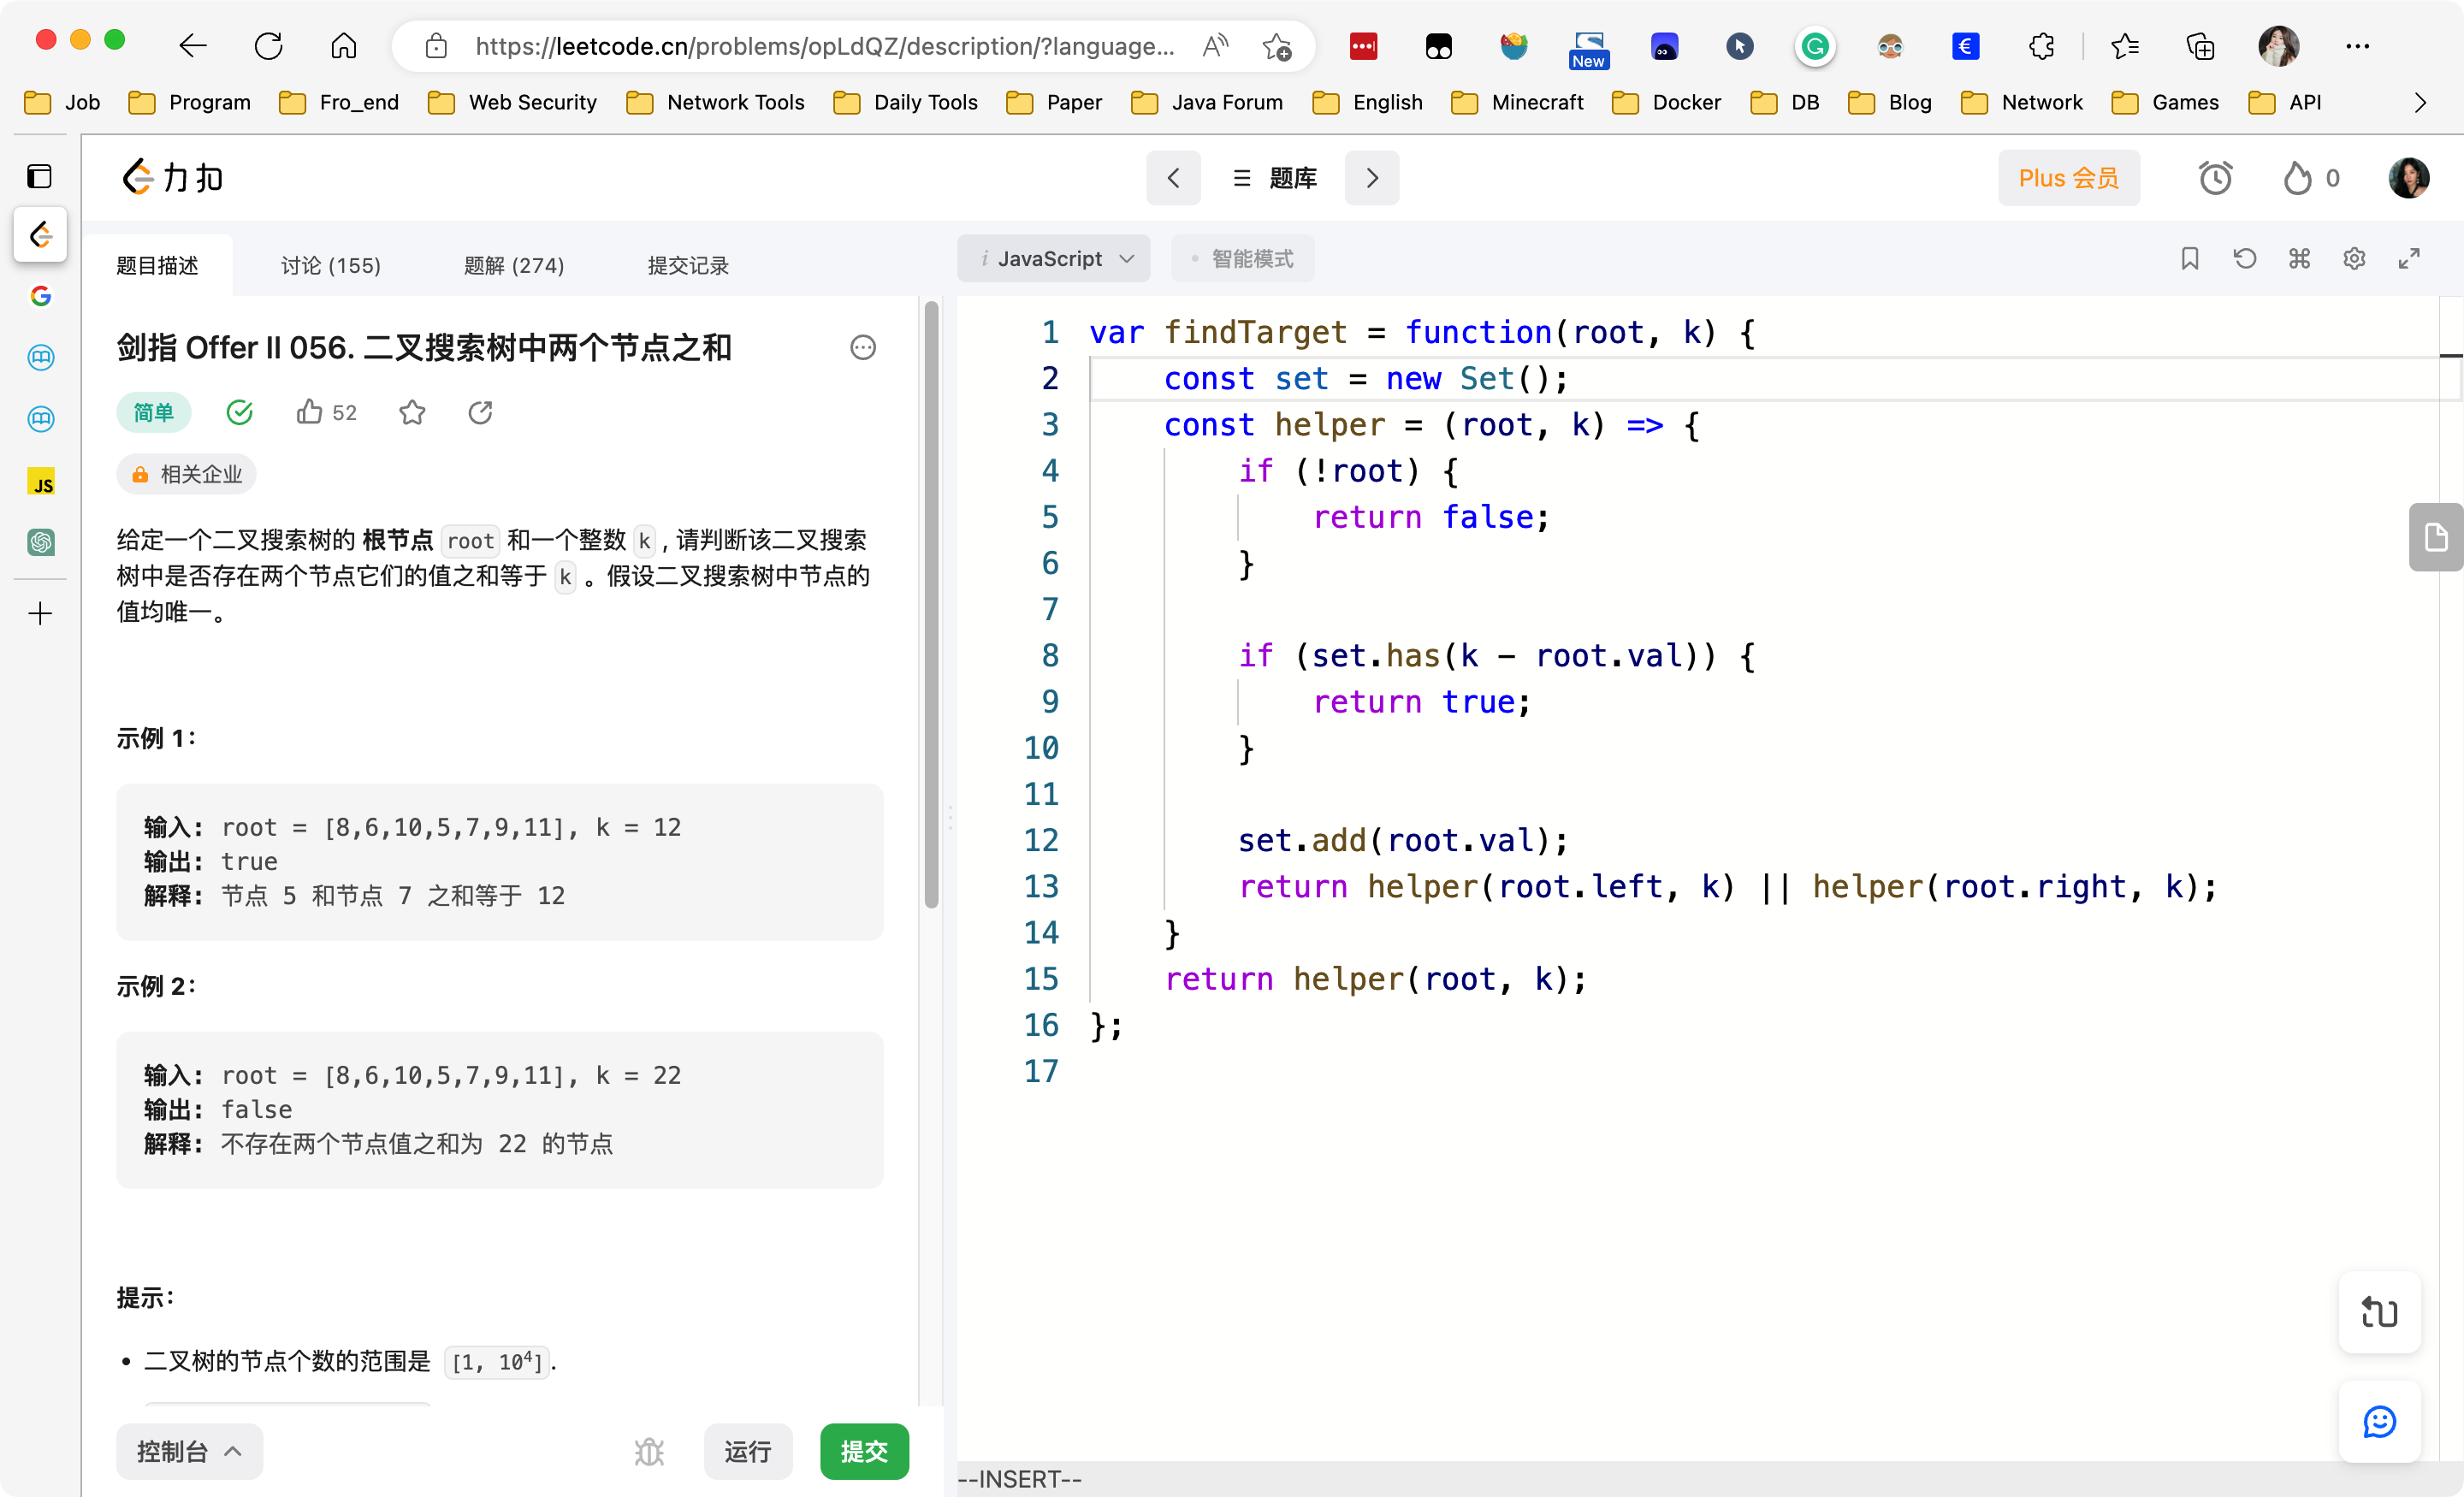 https://leetcode.cn/problems/opLdQZ/description/?language...
New
Job Program Fro_end Web Security Network Tools Daily Tools Paper Java Forum English Minecraft Docker DB Blog Network Games API
力扣
题库
Plus 会员
0
题目描述 讨论 (155) 题解 (274) 提交记录
剑指 Offer II 056. 二叉搜索树中两个节点之和
简单 52
相关企业
给定一个二叉搜索树的 根节点 root 和一个整数 k , 请判断该二叉搜索
树中是否存在两个节点它们的值之和等于 k 。假设二叉搜索树中节点的
值均唯一。
示例 1：
输入: root = [8,6,10,5,7,9,11], k = 12
输出: true
解释: 节点 5 和节点 7 之和等于 12
示例 2：
输入: root = [8,6,10,5,7,9,11], k = 22
输出: false
解释: 不存在两个节点值之和为 22 的节点
提示：
• 二叉树的节点个数的范围是 [1, 10⁴].
控制台 运行 提交
JS
i JavaScript 智能模式
1 var findTarget = function(root, k) {
2 const set = new Set();
3 const helper = (root, k) => {
4 if (!root) {
5 return false;
6 }
7
8 if (set.has(k - root.val)) {
9 return true;
10 }
11
12 set.add(root.val);
13 return helper(root.left, k) || helper(root.right, k);
14 }
15 return helper(root, k);
16 };
17
--INSERT--